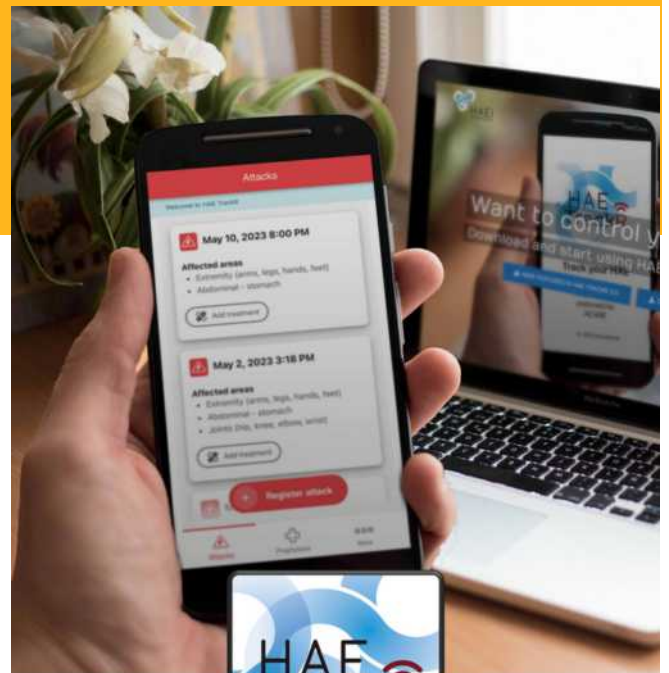 Attacks
Welcome to HAE TrackR
May 10, 2023 8:00 PM
Affected areas
• Extremity (arms, legs, hands, feet)
• Abdominal - stomach
Add treatment
May 2, 2023 3:18 PM
Affected areas
• Extremity (arms, legs, hands, feet)
• Abdominal - stomach
• Joints (hip, knee, elbow, wrist)
Add treatment
Register attack
Attacks
Prophylaxis
More
HAEi
HAE
Want to control y
Download and start using HAE
Track your HAE
HAE